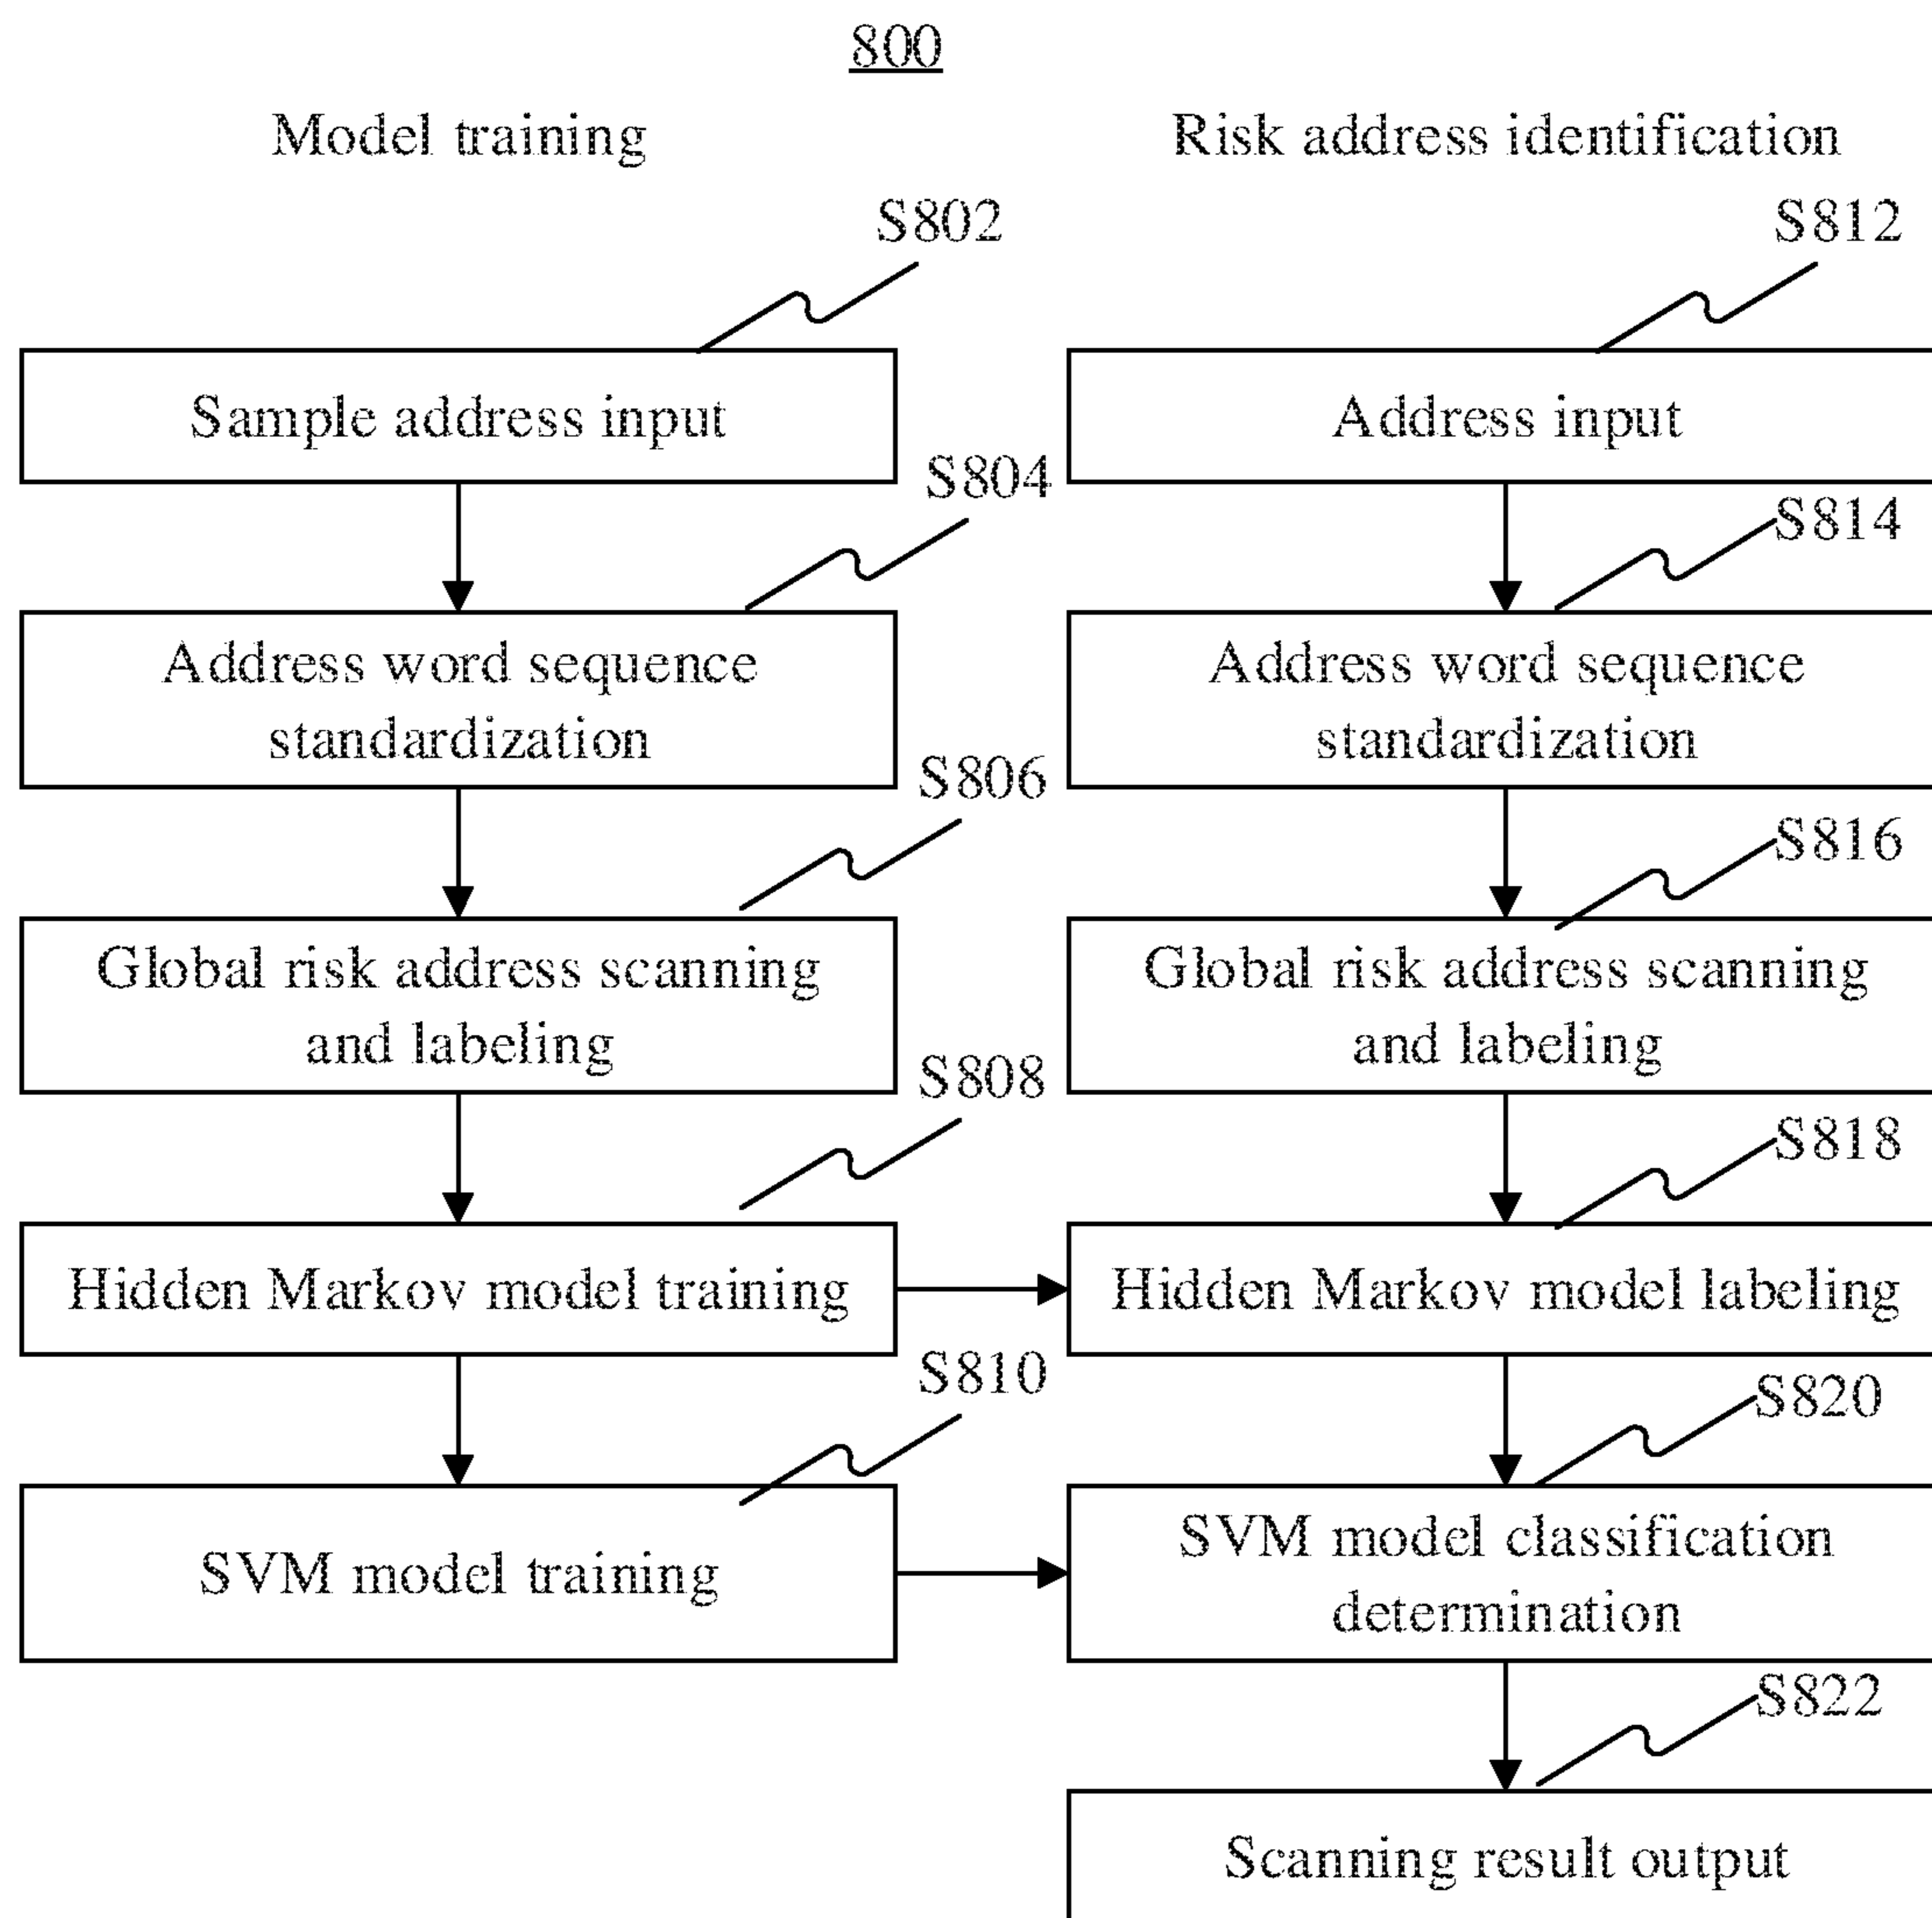 800
Model training
Risk address identification
S802
S812
Sample address input
Address input
S804
S814
Address word sequence
standardization
Address word sequence
standardization
S806
S816
Global risk address scanning
and labeling
Global risk address scanning
and labeling
S808
S818
Hidden Markov model training
Hidden Markov model labeling
S810
S820
SVM model training
SVM model classification
determination
S822
Scanning result output